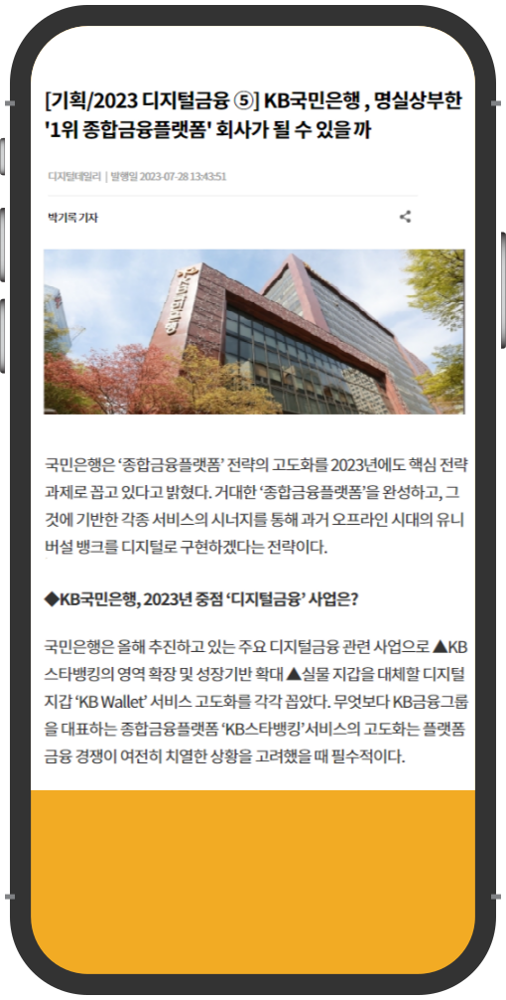 [기획/2023 디지털금융 ⑤] KB국민은행 , 명실상부한
'1위 종합금융플랫폼' 회사가 될 수 있을까
디지털데일리 | 발행일 2023-07-28 13:43:51
박기록 기자
KB국민은행
국민은행은 ‘종합금융플랫폼’ 전략의 고도화를 2023년에도 핵심 전략
과제로 꼽고 있다고 밝혔다. 거대한 ‘종합금융플랫폼’을 완성하고, 그
것에 기반한 각종 서비스의 시너지를 통해 과거 오프라인 시대의 유니
버설 뱅크를 디지털로 구현하겠다는 전략이다.
◆KB국민은행, 2023년 중점 ‘디지털금융’ 사업은?
국민은행은 올해 추진하고 있는 주요 디지털금융 관련 사업으로 ▲KB
스타뱅킹의 영역 확장 및 성장기반 확대 ▲실물 지갑을 대체할 디지털
지갑 ‘KB Wallet’ 서비스 고도화를 각각 꼽았다. 무엇보다 KB금융그룹
을 대표하는 종합금융플랫폼 ‘KB스타뱅킹’서비스의 고도화는 플랫폼
금융 경쟁이 여전히 치열한 상황을 고려했을 때 필수적이다.